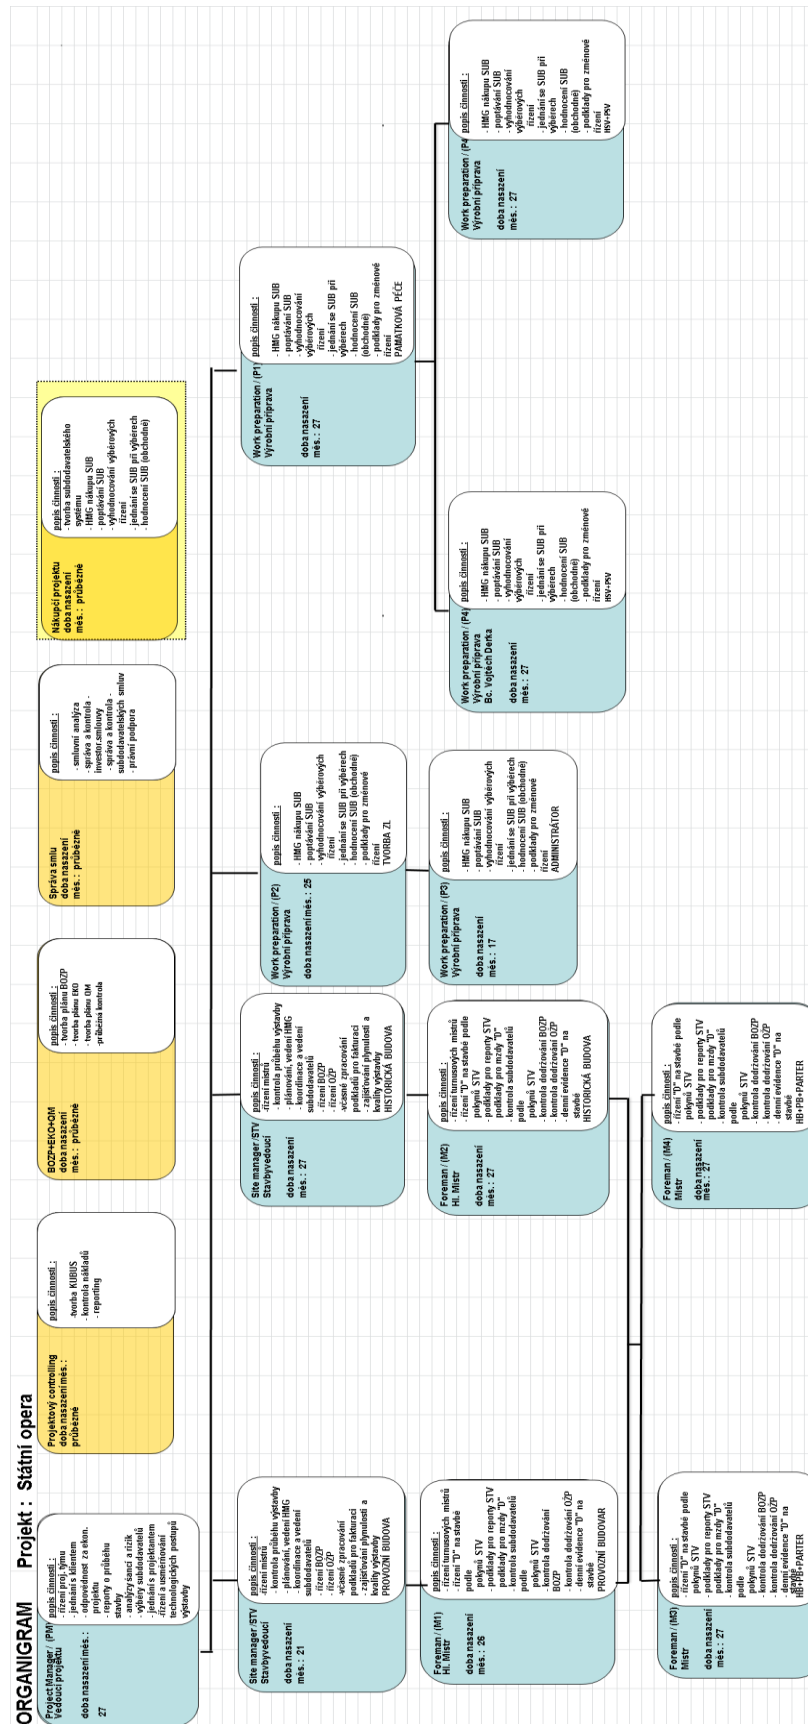 ORGANIGRAM Projekt : Státní opera
Project Manager / (PM)
Vedoucí projektu
doba nasazení měs. :
27
popis činností :
- řízení proj. týmu
- jednání s klientem
- odpovědnost za ekon.
projektu
- reporty o průběhu
stavby
- analýzy šancí a rizik
- výběry subdodavatelů
- jednání s projektantem
-řízení a usměrňování
technologických postupů
výstavby
Projektový controlling
doba nasazení měs. :
průběžně
popis činností :
-tvorba KUBUS
- kontrola nákladů
- reporting
BOZP+EKO+QM
doba nasazení
měs. : průběžně
popis činností :
- tvorba plánu BOZP
- tvorba plánu EKO
- tvorba plánu QM
- průběžná kontrola
Správa smlu
doba nasazení
měs. : průběžně
popis činností :
- smluvní analýza
- správa a kontrola -
investor.smlouvy
- správa a kontrola -
subdodavatelských smluv
- právní podpora
Nákupčí projektu
doba nasazení
měs. : průběžně
popis činností :
- tvorba subdodavatelského
systému
- HMG nákupu SUB
- poptávání SUB
- vyhodnocování výběrových
řízení
- jednání se SUB při výběrech
- hodnocení SUB (obchodné)
Site manager/STV
Stavbyvedoucí
doba nasazení
měs. : 21
popis činností :
-řízení mistrů
- kontrola průběhu výstavby
- plánování, vedení HMG
-koordinace a vedení
subdodavatelů
- řízení BOZP
- řízení OŽP
-včasné zpracování
podkladů pro fakturaci
- zajišťování plynulosti a
kvality výstavby
PROVOZNÍ BUDOVA
Site manager/STV
Stavbyvedoucí
doba nasazení
měs. : 27
popis činností :
-řízení mistrů
- kontrola průběhu výstavby
- plánování, vedení HMG
- koordinace a vedení
subdodavatelů
- řízení BOZP
- řízení OŽP
-včasné zpracování
podkladů pro fakturaci
- zajišťování plynulosti a
kvality výstavby
HISTORICKÁ BUDOVA
Work preparation / (P2)
Výrobní příprava
doba nasazení měs. : 25
popis činností :
- HMG nákupu SUB
- poptávání SUB
- vyhodnocování výběrových
řízení
- jednání se SUB při výběrech
- hodnocení SUB (obchodné)
- podklady pro změnové
řízení
TVORBA ZL
Work preparation / (P1)
Výrobní příprava
doba nasazení
měs. : 27
popis činností :
- HMG nákupu SUB
- poptávání SUB
- vyhodnocování
výběrových
řízení
- jednání se SUB při
výběrech
- hodnocení SUB
(obchodné)
- podklady pro změnové
řízení
PAMÁTKOVÁ PÉČE
Foreman / (M1)
Hl. Mistr
doba nasazení
měs. : 26
popis činností :
- řízení turnusových mistrů
- řízení "D" na stavbě
podle
pokynů STV
- podklady pro reporty STV
- podklady pro mzdy "D"
- kontrola subdodavatelů
podle
pokynů STV
- kontrola dodržování
BOZP
- kontrola dodržování OŽP
- denní evidence "D" na
stavbě
PROVOZNÍ BUDOVAR
Foreman / (M2)
Hl. Mistr
doba nasazení
měs. : 27
popis činností :
- řízení turnusových mistrů
- řízení "D" na stavbě podle
pokynů STV
podklady pro reporty STV
- podklady pro mzdy "D"
- kontrola subdodavatelů
podle
pokynů STV
- kontrola dodržování BOZP
- kontrola dodržování OŽP
- denní evidence "D" na
stavbě
HISTORICKÁ BUDOVA
Work preparation / (P3)
Výrobní příprava
doba nasazení
měs. : 17
popis činností :
- HMG nákupu SUB
- poptávání SUB
- vyhodnocování výběrových
řízení
- jednání se SUB při výběrech
- hodnocení SUB (obchodné)
- podklady pro změnové
řízení
ADMINISTRÁTOR
Work preparation / (P4)
Výrobní příprava
Bc. Vojtěch Derka
doba nasazení
měs. : 27
popis činností :
- HMG nákupu SUB
- poptávání SUB
- vyhodnocování
výběrových
řízení
- jednání se SUB při
výběrech
- hodnocení SUB
(obchodné)
- podklady pro změnové
řízení
HSV+PSV
Work preparation / (P4
Výrobní příprava
doba nasazení
měs. : 27
popis činností :
- HMG nákupu SUB
- poptávání SUB
- vyhodnocování
výběrových
řízení
- jednání se SUB při
výběrech
- hodnocení SUB
(obchodné)
- podklady pro změnové
řízení
HSV+PSV
Foreman / (M3)
Mistr
doba nasazení
měs. : 27
popis činností :
- řízení "D" na stavbě podle
pokynů STV
- podklady pro reporty STV
- podklady pro mzdy "D"
- kontrola subdodavatelů
podle
pokynů STV
- kontrola dodržování BOZP
- kontrola dodržování OŽP
- denní evidence "D" na
stavbě
HB+PB+PARTER
Foreman / (M4)
Mistr
doba nasazení
měs. : 27
popis činností :
- řízení "D" na stavbě podle
pokynů STV
- podklady pro reporty STV
- podklady pro mzdy "D"
- kontrola subdodavatelů
podle
pokynů STV
- kontrola dodržování BOZP
- kontrola dodržování OŽP
- denní evidence "D" na
stavbě
HB+PB+PARTER